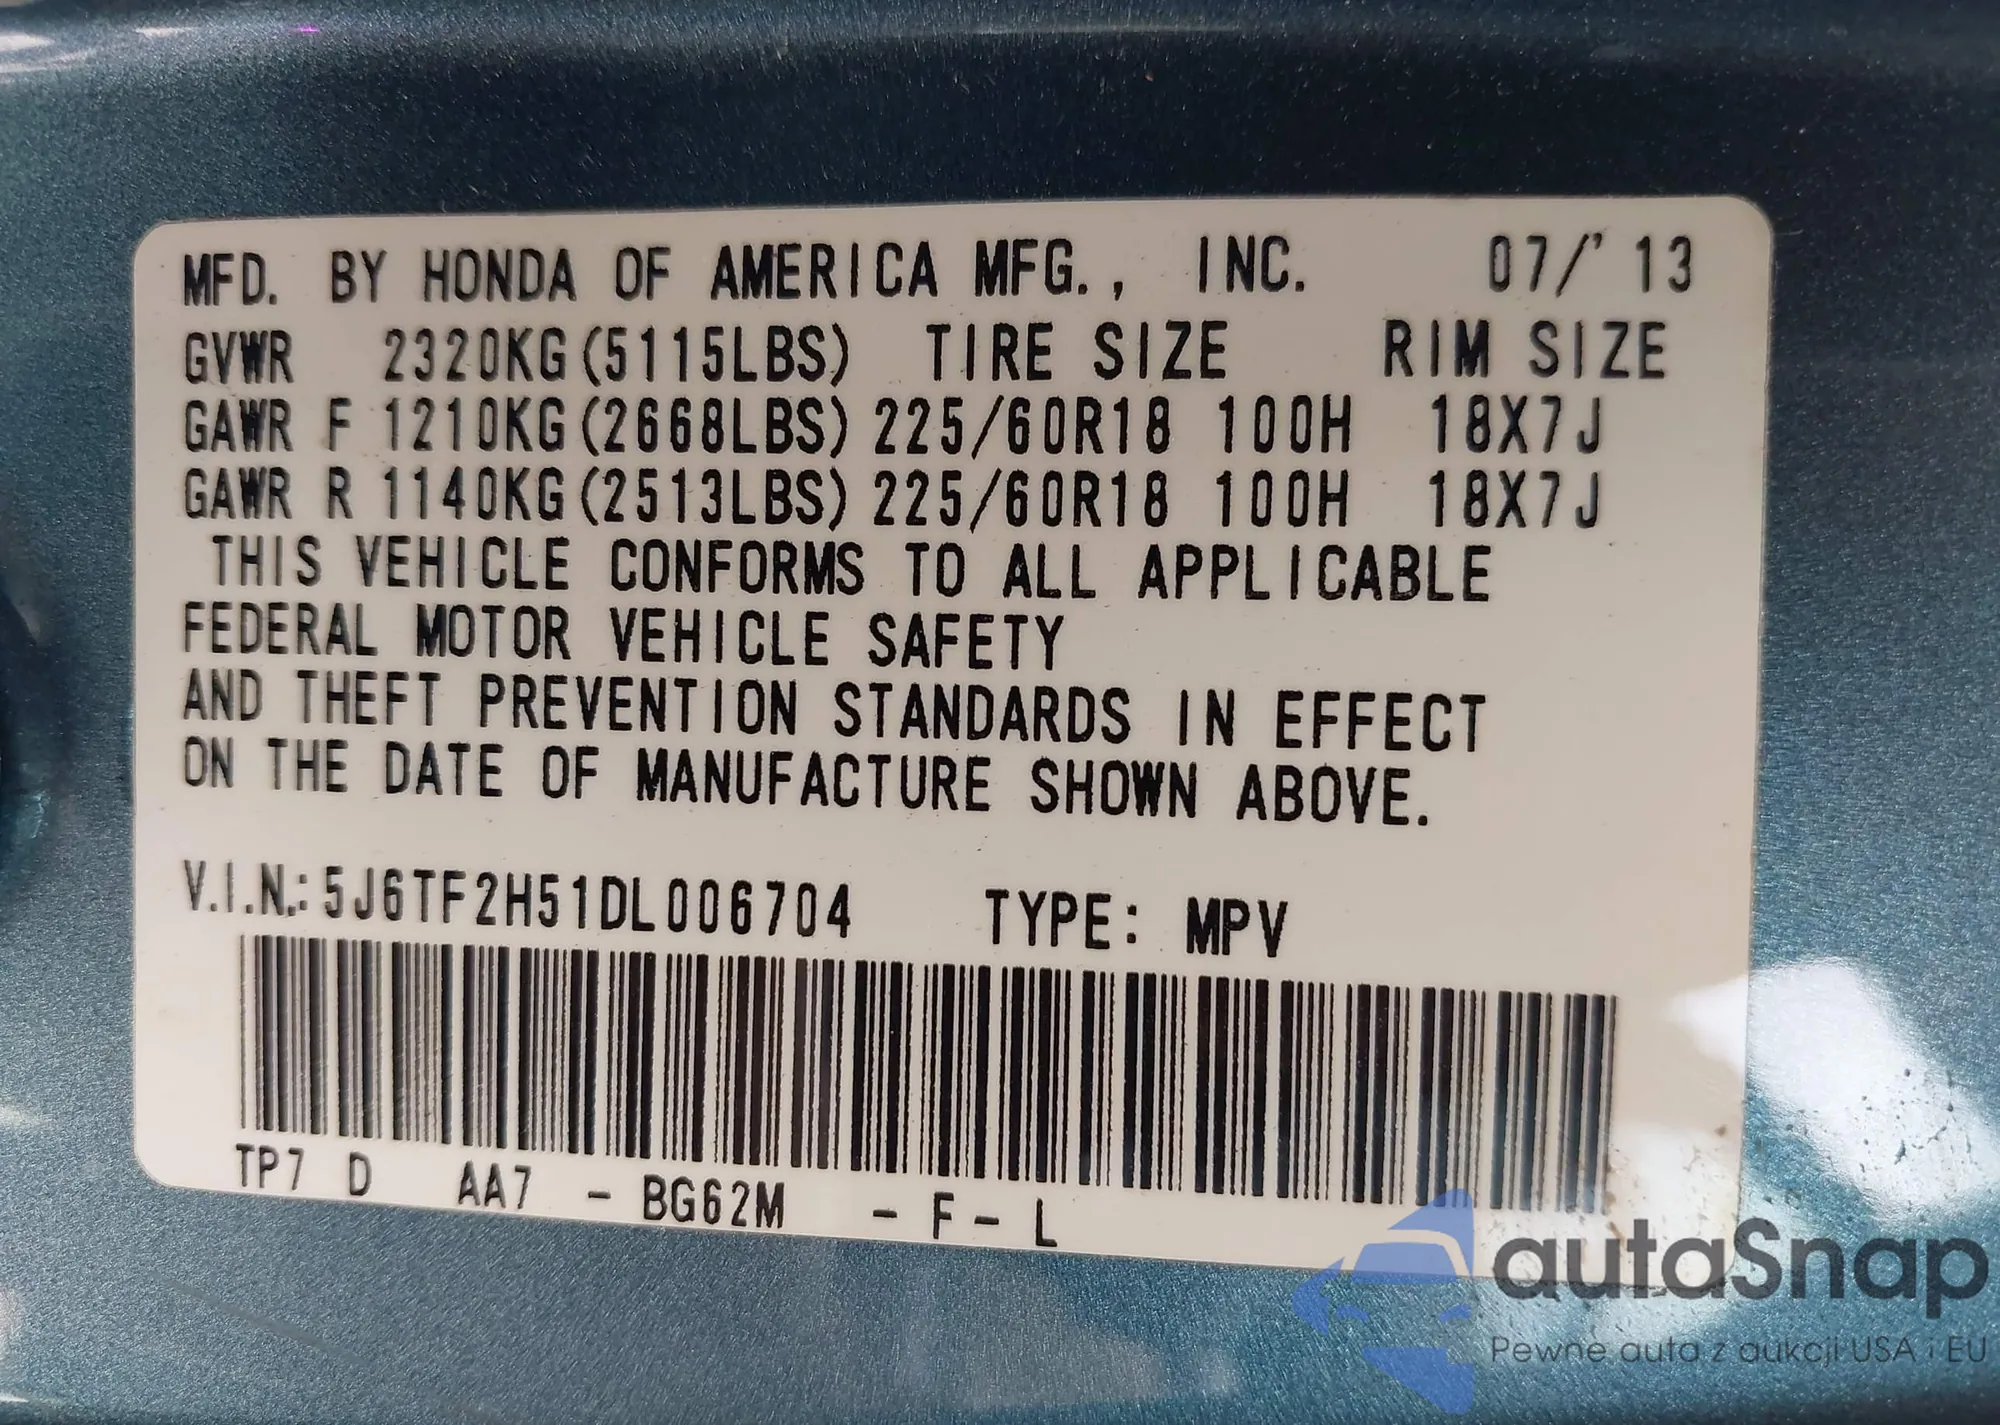 MFD. BY HONDA OF AMERICA MFG., INC. 07/'13
GVWR 2320KG(5115LBS) TIRE SIZE RIM SIZE
GAWR F 1210KG(2668LBS) 225/60R18 100H 18X7J
GAWR R 1140KG(2513LBS) 225/60R18 100H 18X7J
THIS VEHICLE CONFORMS TO ALL APPLICABLE
FEDERAL MOTOR VEHICLE SAFETY
AND THEFT PREVENTION STANDARDS IN EFFECT
ON THE DATE OF MANUFACTURE SHOWN ABOVE.
V.I.N.: 5J6TF2H51DL006704 TYPE: MPV
TP7 D AA7 - BG62M - F - L
autaSnap
Pewne auta z aukcji USA i EU